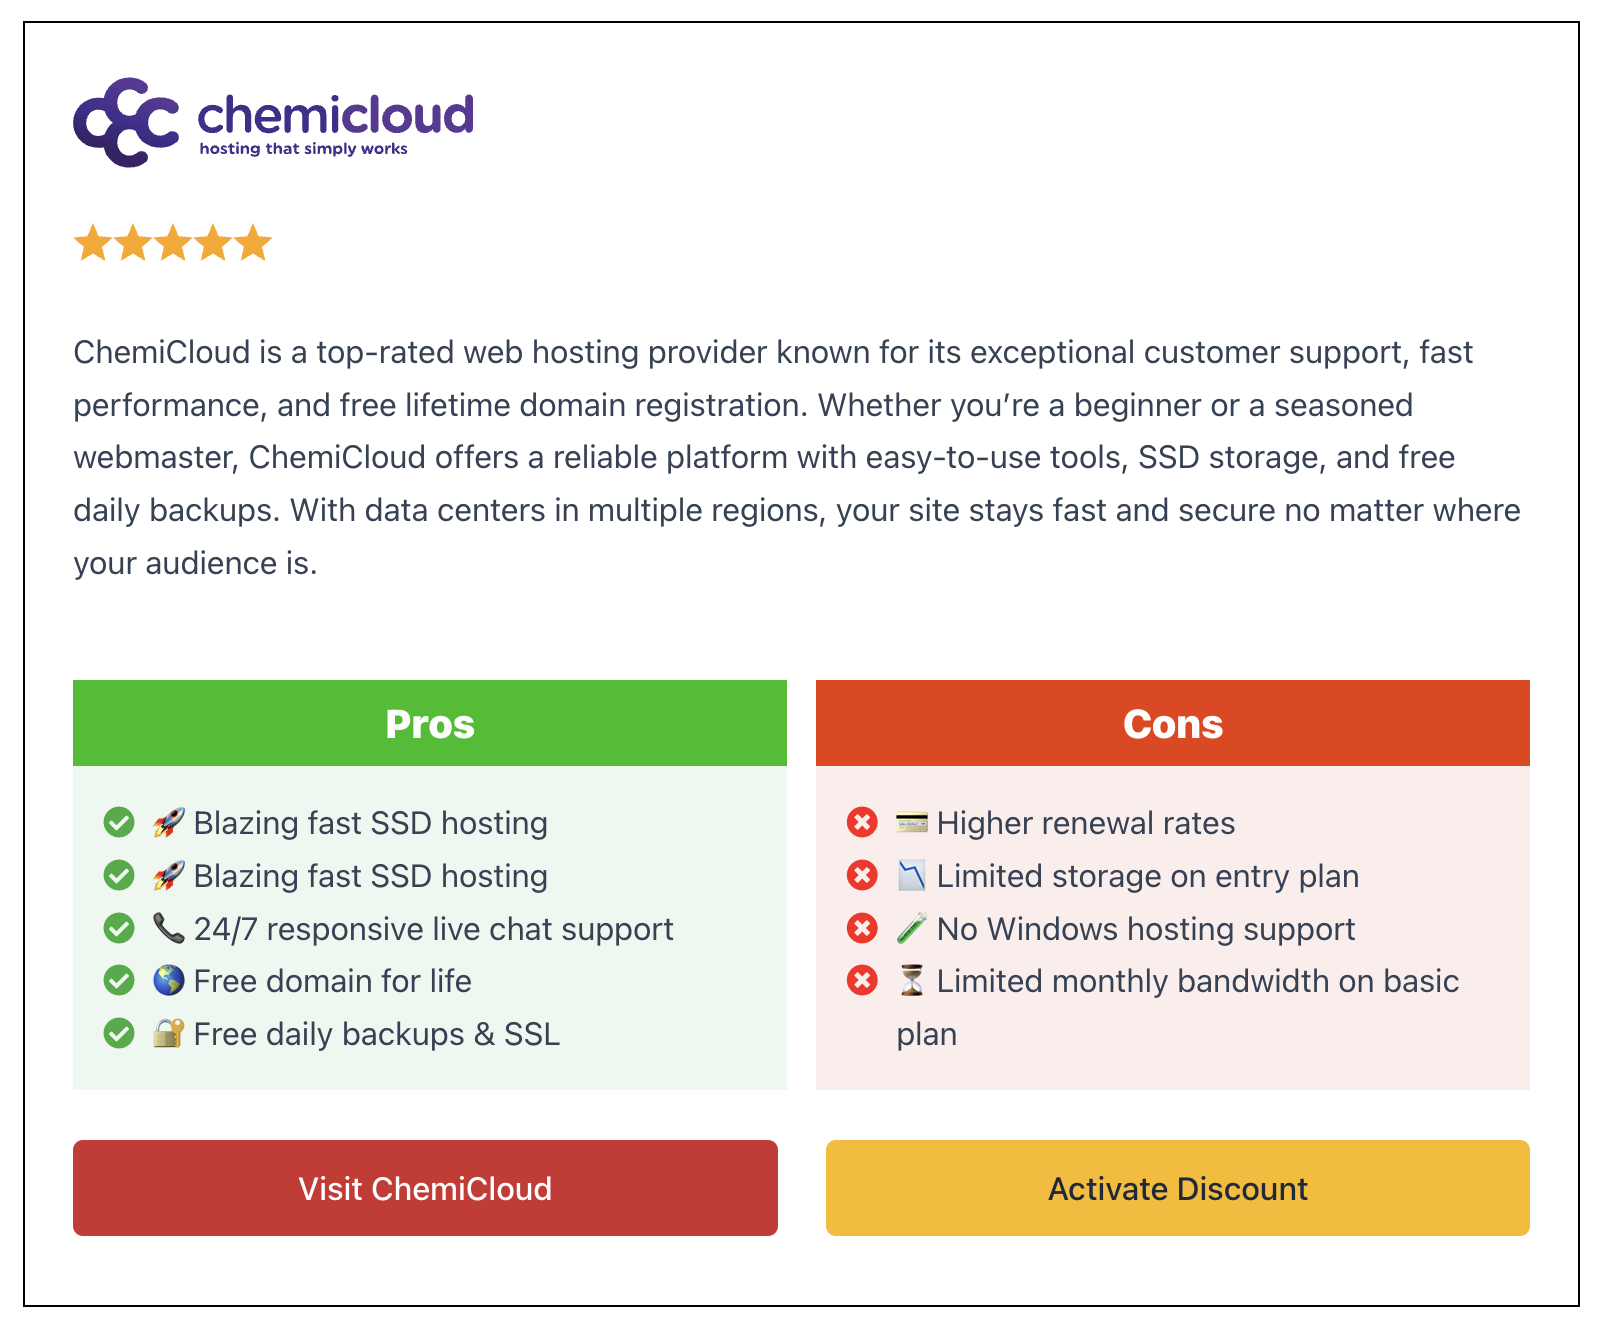 chemicloud
hosting that simply works
ChemiCloud is a top-rated web hosting provider known for its exceptional customer support, fast
performance, and free lifetime domain registration. Whether you’re a beginner or a seasoned
webmaster, ChemiCloud offers a reliable platform with easy-to-use tools, SSD storage, and free
daily backups. With data centers in multiple regions, your site stays fast and secure no matter where
your audience is.
Pros
🚀 Blazing fast SSD hosting
🚀 Blazing fast SSD hosting
📞 24/7 responsive live chat support
🌎 Free domain for life
🔐 Free daily backups & SSL
Cons
💳 Higher renewal rates
📉 Limited storage on entry plan
🧪 No Windows hosting support
⏳ Limited monthly bandwidth on basic
plan
Visit ChemiCloud
Activate Discount